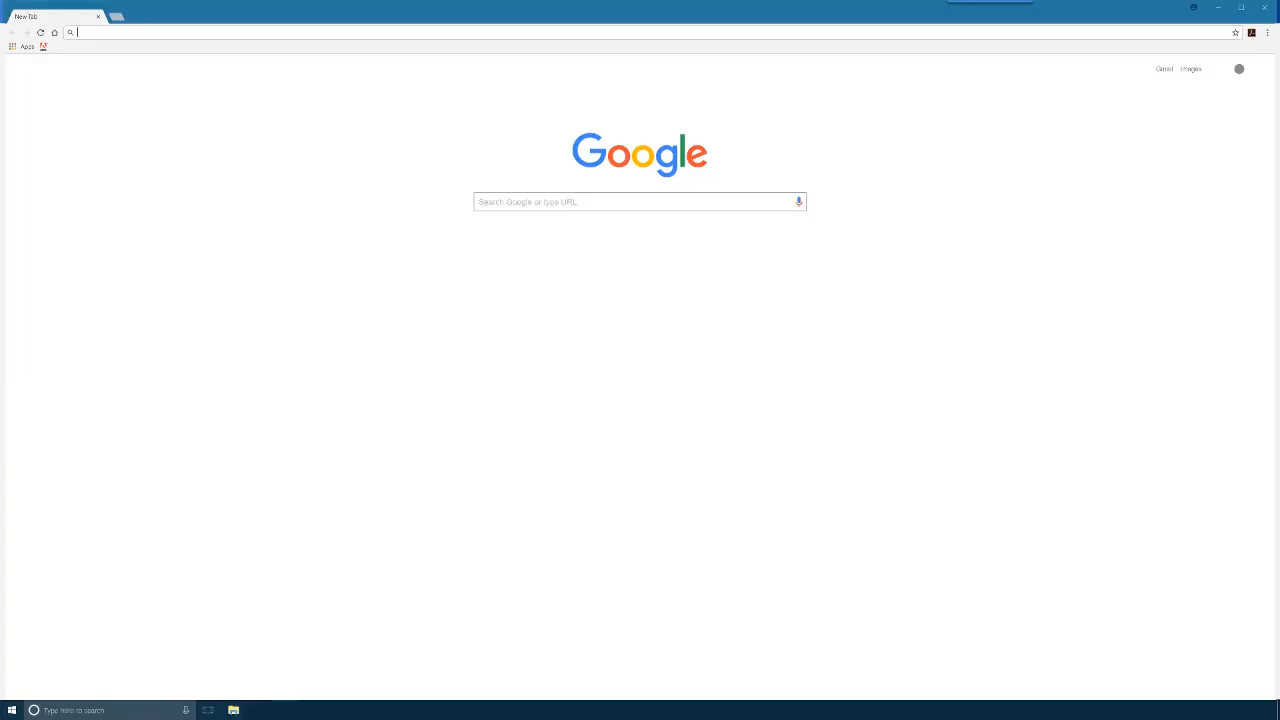 New Tab
Apps
Gmail Images
Google
Search Google or type URL
Type here to search